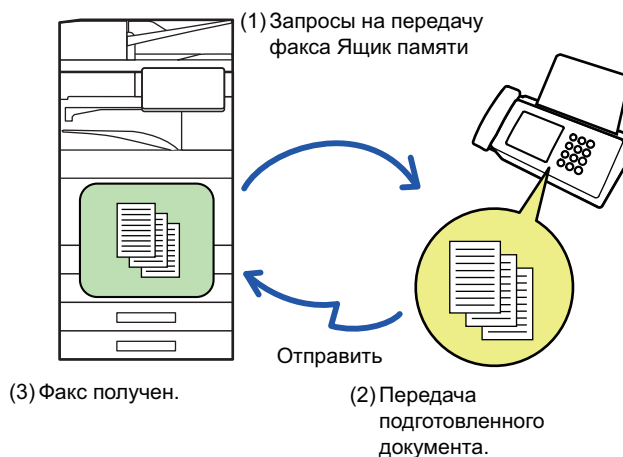 (1) Запросы на передачу
факса Ящик памяти
Отправить
(3) Факс получен.
(2) Передача
подготовленного
документа.